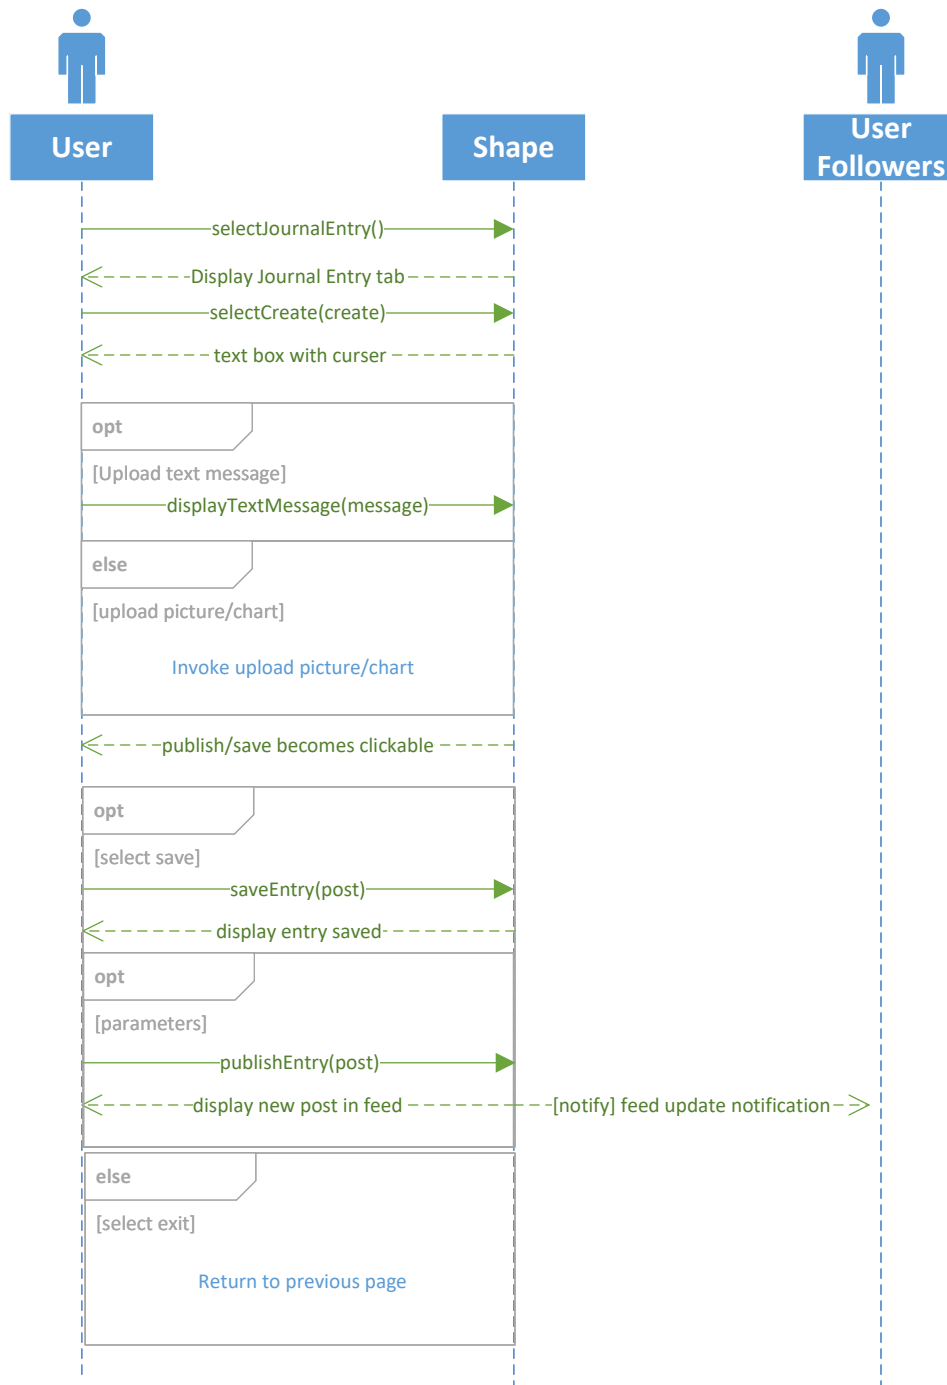 User
Shape
User
Followers
selectJournalEntry()
Display Journal Entry tab
selectCreate(create)
text box with curser
opt
[Upload text message]
displayTextMessage(message)
else
[upload picture/chart]
Invoke upload picture/chart
publish/save becomes clickable
opt
[select save]
saveEntry(post)
display entry saved
opt
[parameters]
publishEntry(post)
display new post in feed
[notify] feed update notification
else
[select exit]
Return to previous page